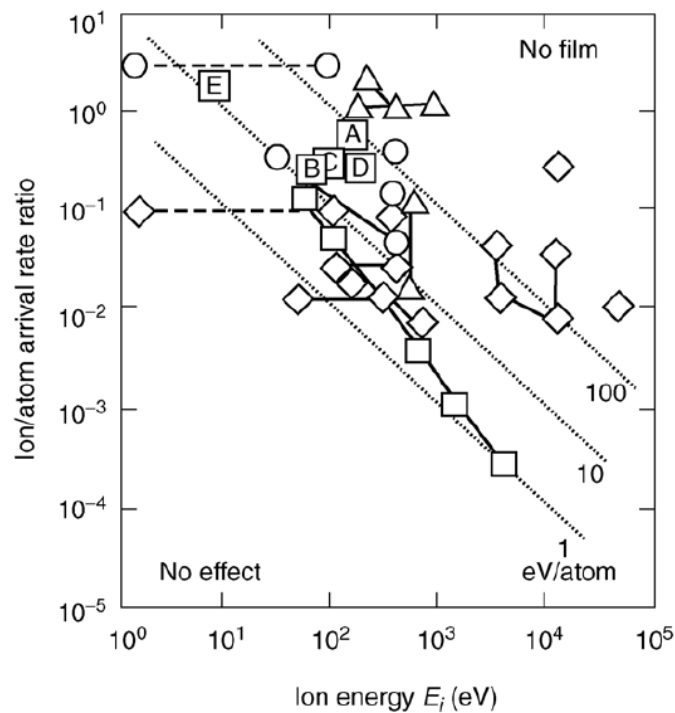 10¹
No film
E
10⁰
A
B
C
D
10⁻¹
10⁻²
100
10⁻³
10
10⁻⁴
1
No effect
eV/atom
10⁻⁵
10⁰
10¹
10²
10³
10⁴
10⁵
Ion/atom arrival rate ratio
Ion energy Eᵢ (eV)